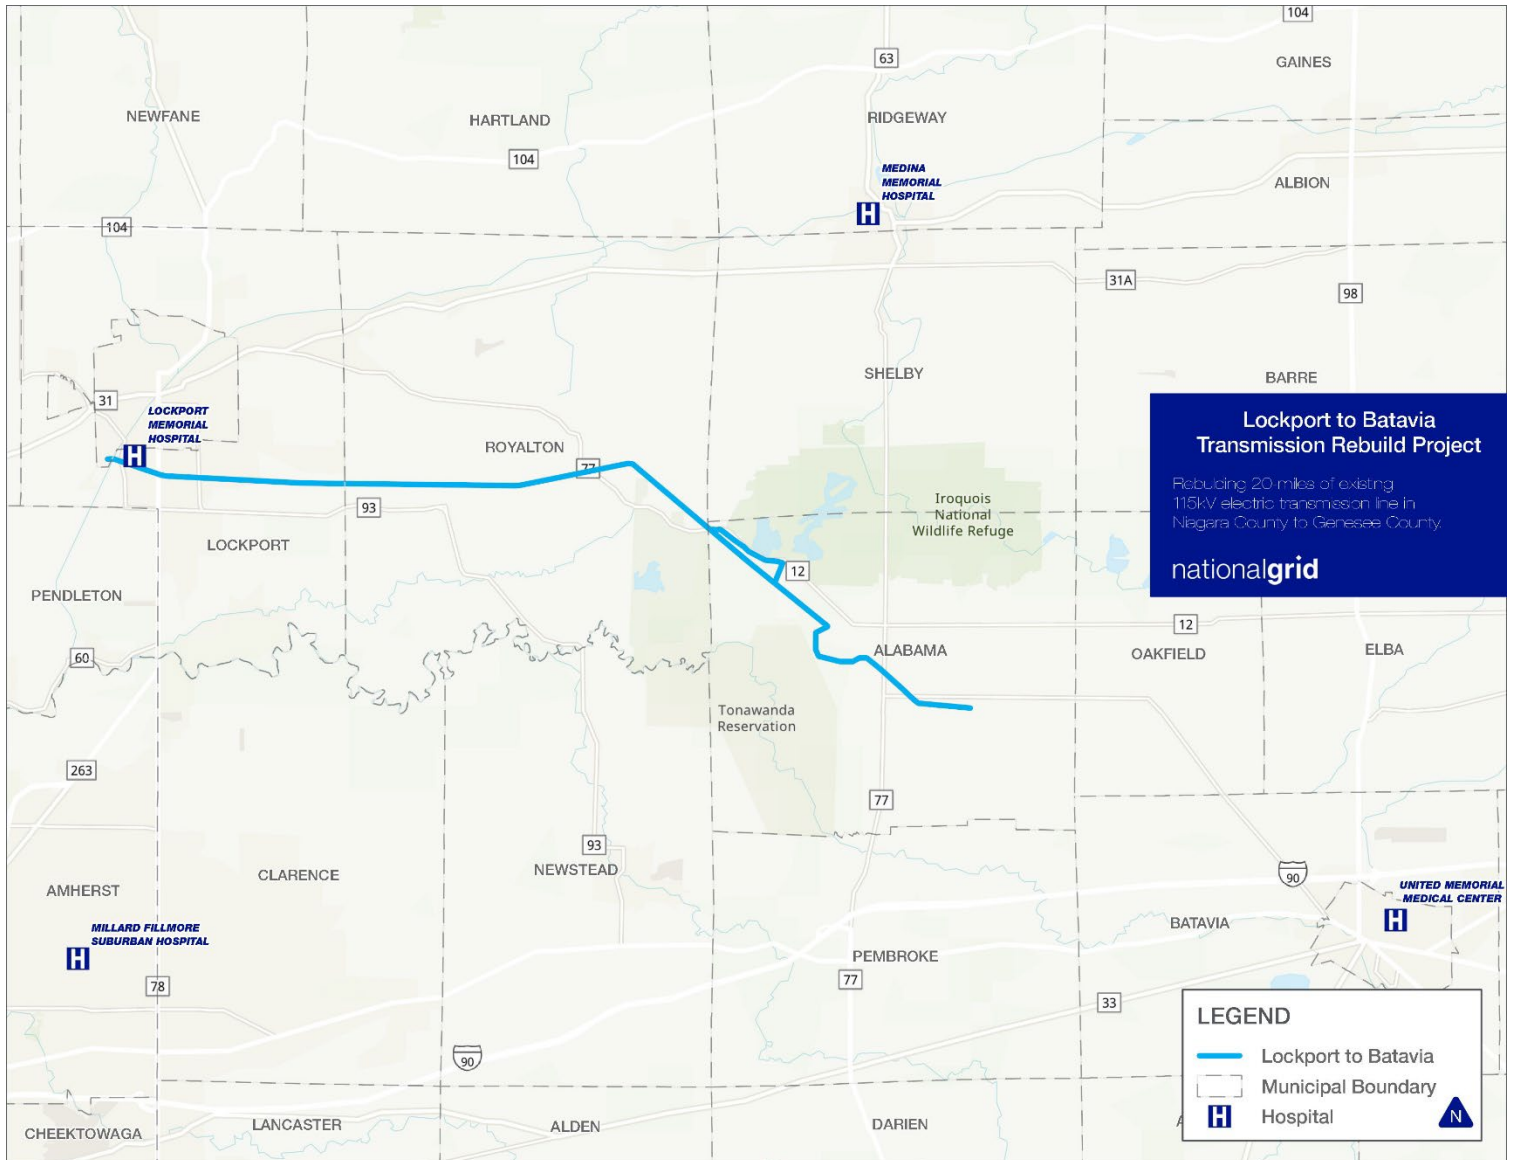 104
63
GAINES
NEWFANE
HARTLAND
RIDGEWAY
104
MEDINA
MEMORIAL
HOSPITAL
ALBION
104
31A
98
SHELBY
BARRE
31
LOCKPORT
MEMORIAL
HOSPITAL
ROYALTON
77
Lockport to Batavia
Transmission Rebuild Project
Rebuilding 20 miles of existing
115kV electric transmission line in
Niagara County to Genesee County.
nationalgrid
Iroquois
National
Wildlife Refuge
93
LOCKPORT
12
PENDLETON
12
60
ALABAMA
OAKFIELD
ELBA
Tonawanda
Reservation
263
77
93
NEWSTEAD
CLARENCE
AMHERST
90
UNITED MEMORIAL
MEDICAL CENTER
H
BATAVIA
MILLARD FILLMORE
SUBURBAN HOSPITAL
H
PEMBROKE
77
78
33
90
LEGEND
Lockport to Batavia
Municipal Boundary
H Hospital
N
LANCASTER
ALDEN
DARIEN
CHEEKTOWAGA